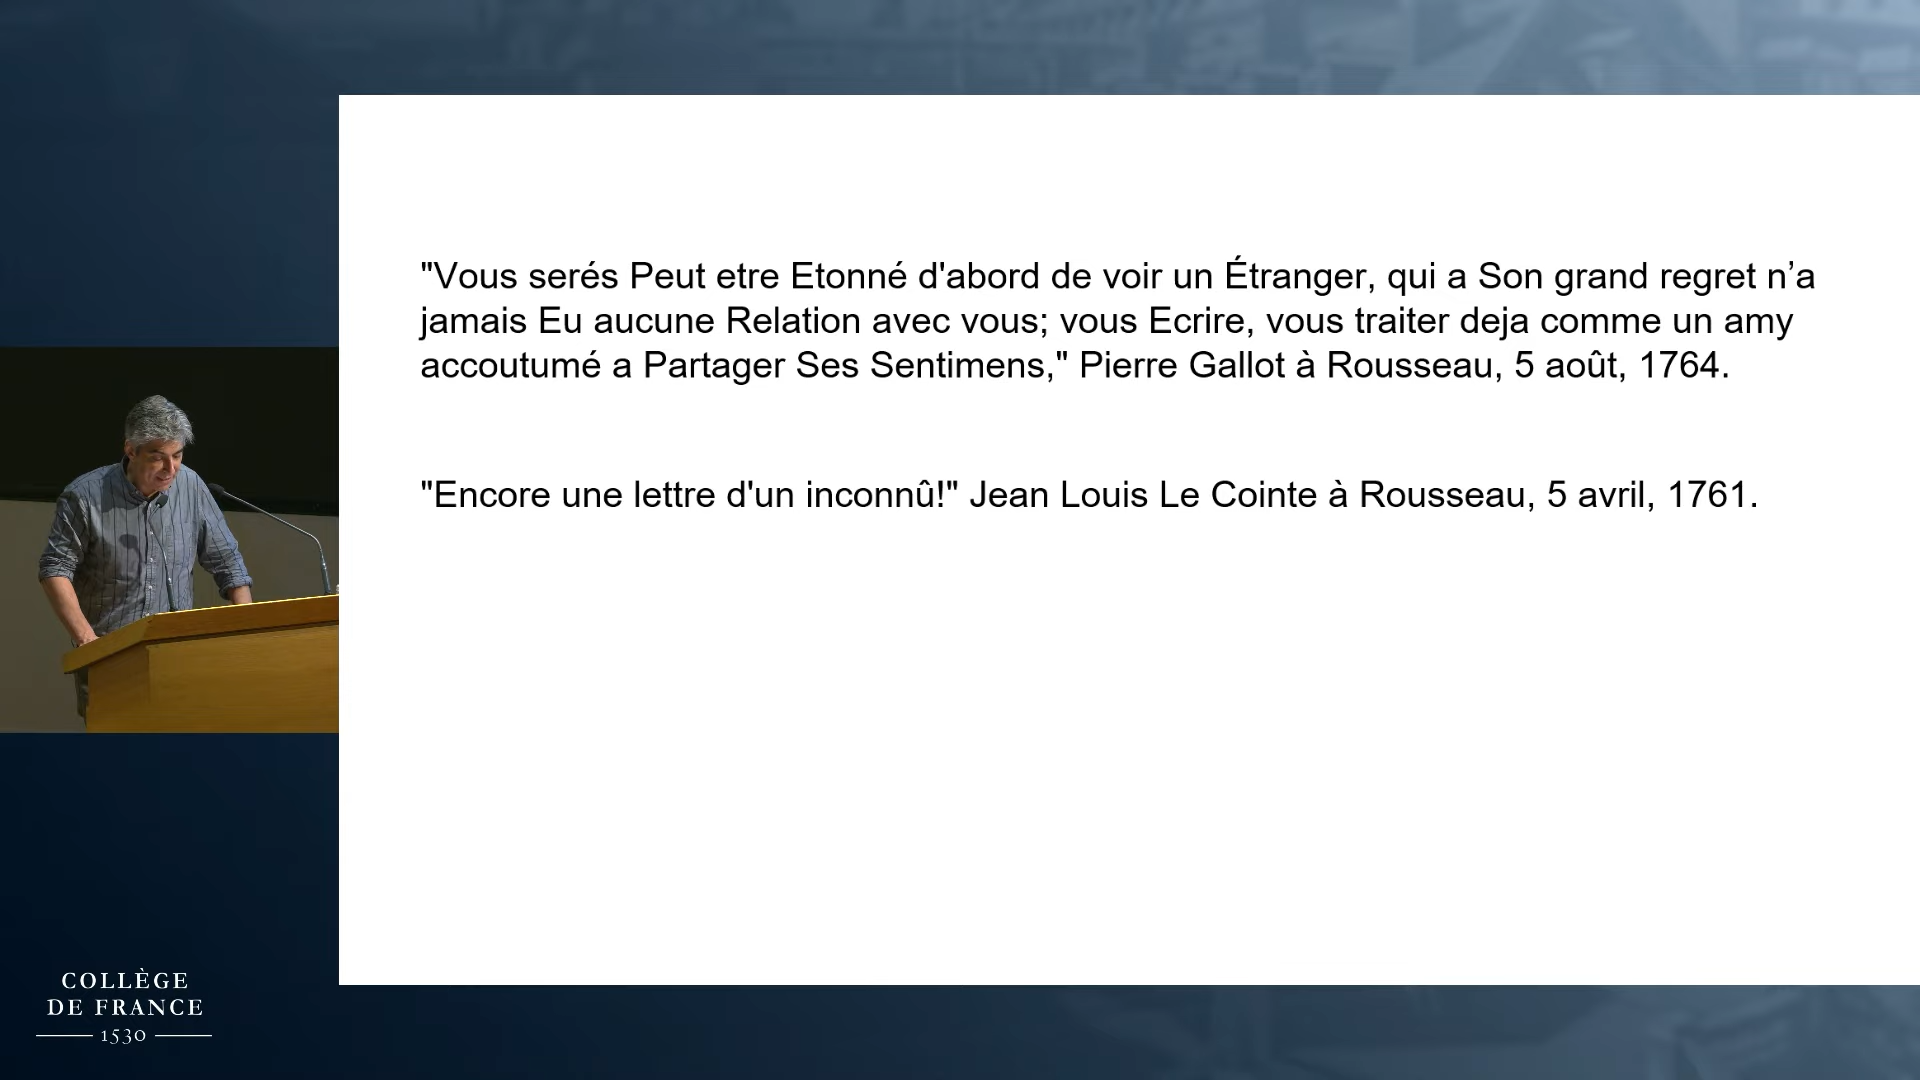 "Vous serés Peut etre Etonné d'abord de voir un Étranger, qui a Son grand regret n’a
jamais Eu aucune Relation avec vous; vous Ecrire, vous traiter deja comme un amy
accoutumé a Partager Ses Sentimens," Pierre Gallot à Rousseau, 5 août, 1764.
"Encore une lettre d'un inconnû!" Jean Louis Le Cointe à Rousseau, 5 avril, 1761.
COLLÈGE
DE FRANCE
1530